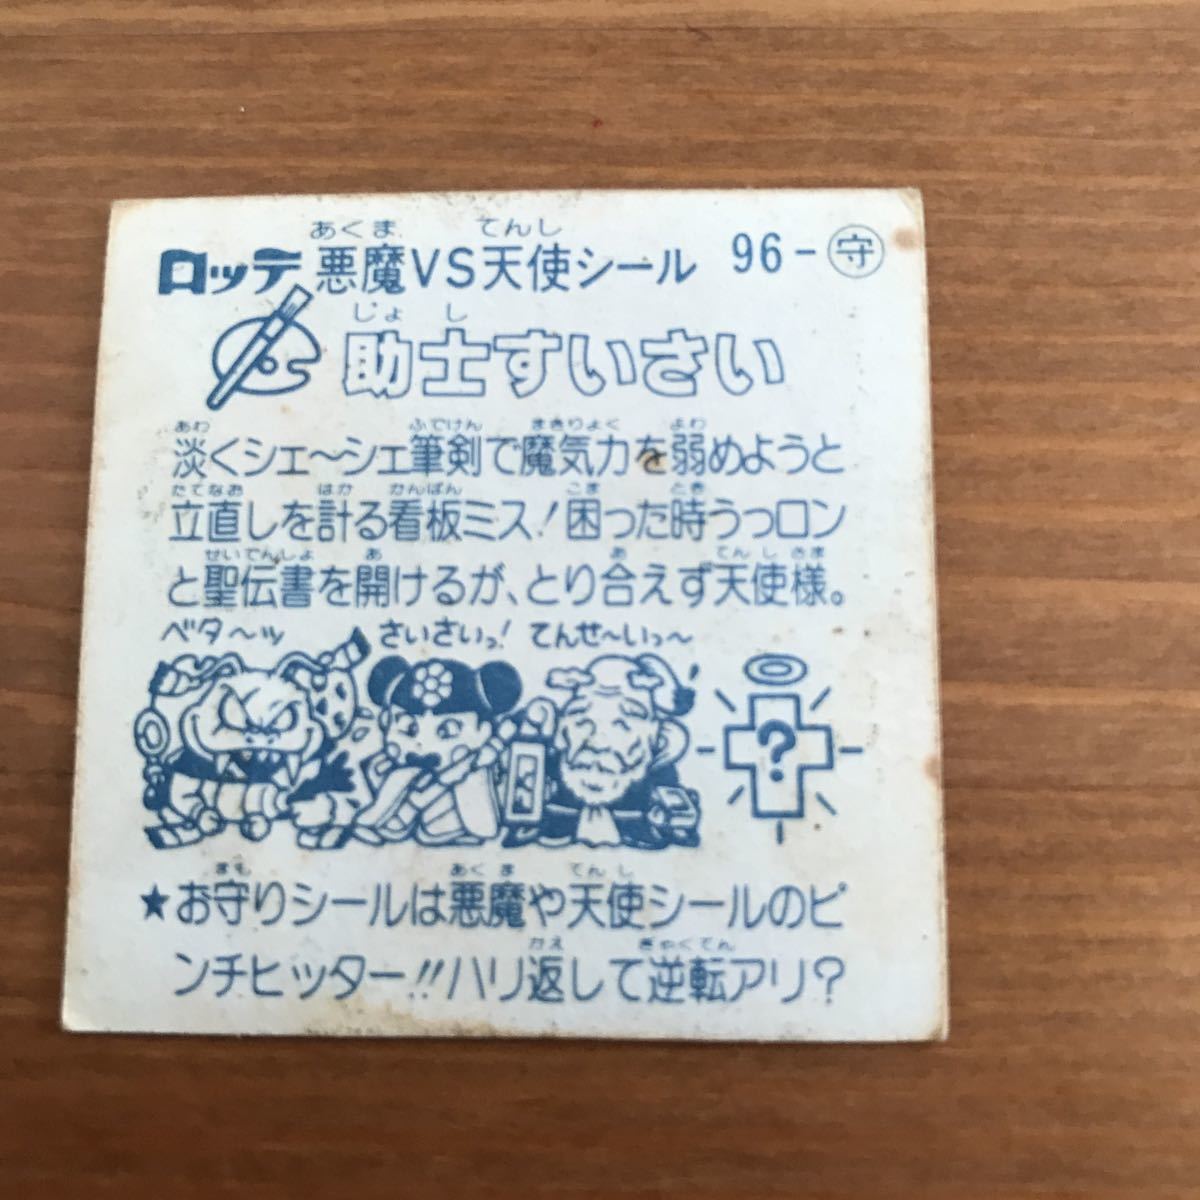 あくま てんし
ロッテ 悪魔VS天使シール 96-守
じょ し
助士すいさい
あわ ふでけん まきりょく よわ
淡くシェ〜シェ筆剣で魔気力を弱めようと
たてなお はか かんばん こま とき
立直しを計る看板ミス!困った時うっロン
せいでんしょ あ あ てんしさま
と聖伝書を開けるが、とり合えず天使様。
ベタ〜ッ さいさいっ! てんせ〜いっ〜
?
まも あくま てんし
★お守りシールは悪魔や天使シールのピ
かえ ぎゃくてん
ンチヒッター!!ハリ返して逆転アリ?